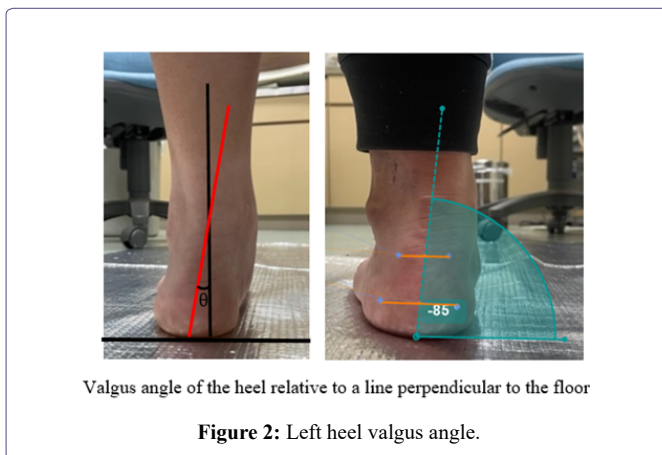 θ
-85
Valgus angle of the heel relative to a line perpendicular to the floor
Figure 2: Left heel valgus angle.